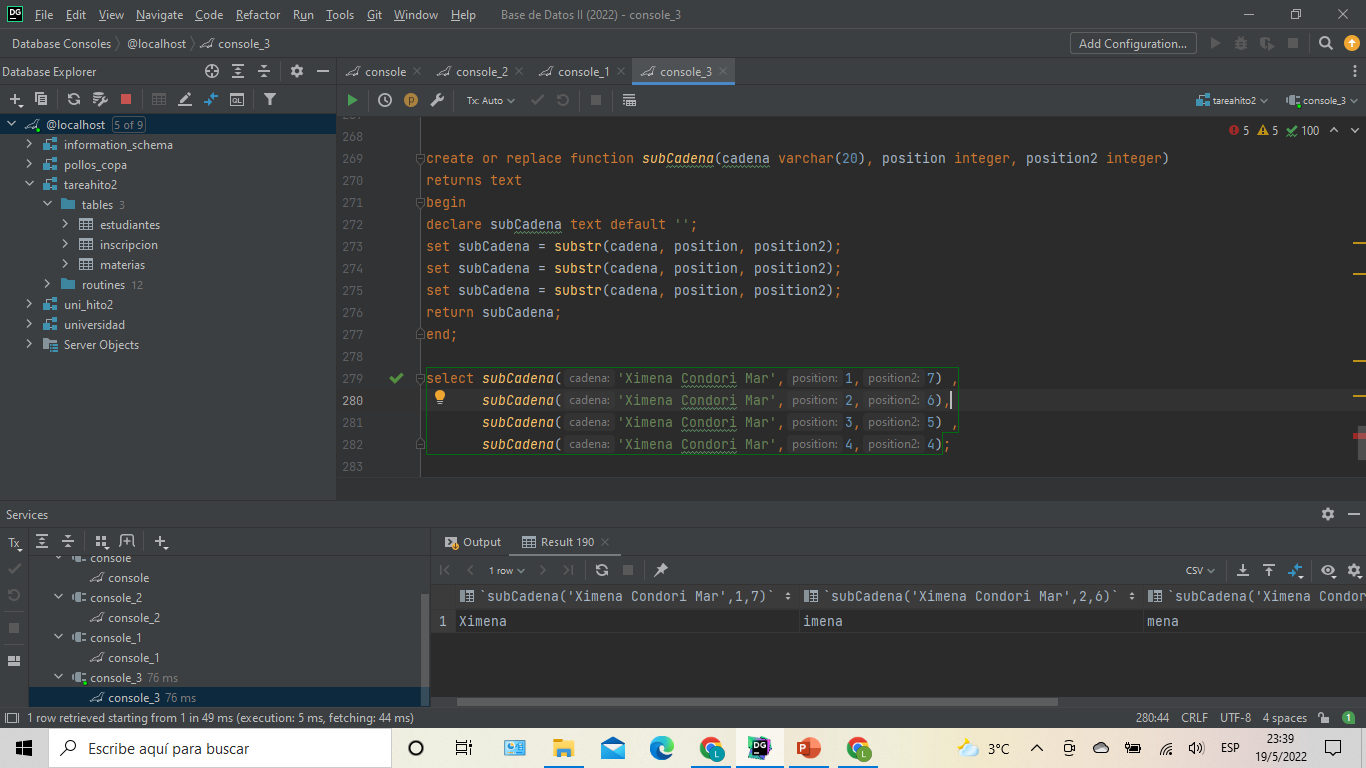 DG File Edit View Navigate Code Refactor Run Tools Git Window Help Base de Datos II (2022) - console_3
Database Consoles @localhost console_3 Add Configuration...
Database Explorer console console_2 console_1 console_3
QL Tx: Auto tareahito2 console_3
@localhost 5 of 9
information_schema
pollos_copa
tareahito2
tables 3
estudiantes
inscripcion
materias
routines 12
uni_hito2
universidad
Server Objects
5 5 100
268
269 create or replace function subCadena(cadena varchar(20), position integer, position2 integer)
270 returns text
271 begin
272 declare subCadena text default '';
273 set subCadena = substr(cadena, position, position2);
274 set subCadena = substr(cadena, position, position2);
275 set subCadena = substr(cadena, position, position2);
276 return subCadena;
277 end;
278
279 select subCadena( cadena: 'Ximena Condori Mar', position: 1, position2: 7) ,
280 subCadena( cadena: 'Ximena Condori Mar', position: 2, position2: 6),
281 subCadena( cadena: 'Ximena Condori Mar', position: 3, position2: 5) ,
282 subCadena( cadena: 'Ximena Condori Mar', position: 4, position2: 4);
283
Services
Tx
console
console
console_2
console_2
console_1
console_1
console_3 76 ms
console_3 76 ms
Output Result 190
1 row CSV
`subCadena('Ximena Condori Mar',1,7)` `subCadena('Ximena Condori Mar',2,6)` `subCadena('Ximena Condor
1 Ximena imena mena
1 row retrieved starting from 1 in 49 ms (execution: 5 ms, fetching: 44 ms) 280:44 CRLF UTF-8 4 spaces 1
Escribe aquí para buscar L DG P L 3°C ESP 23:39
19/5/2022